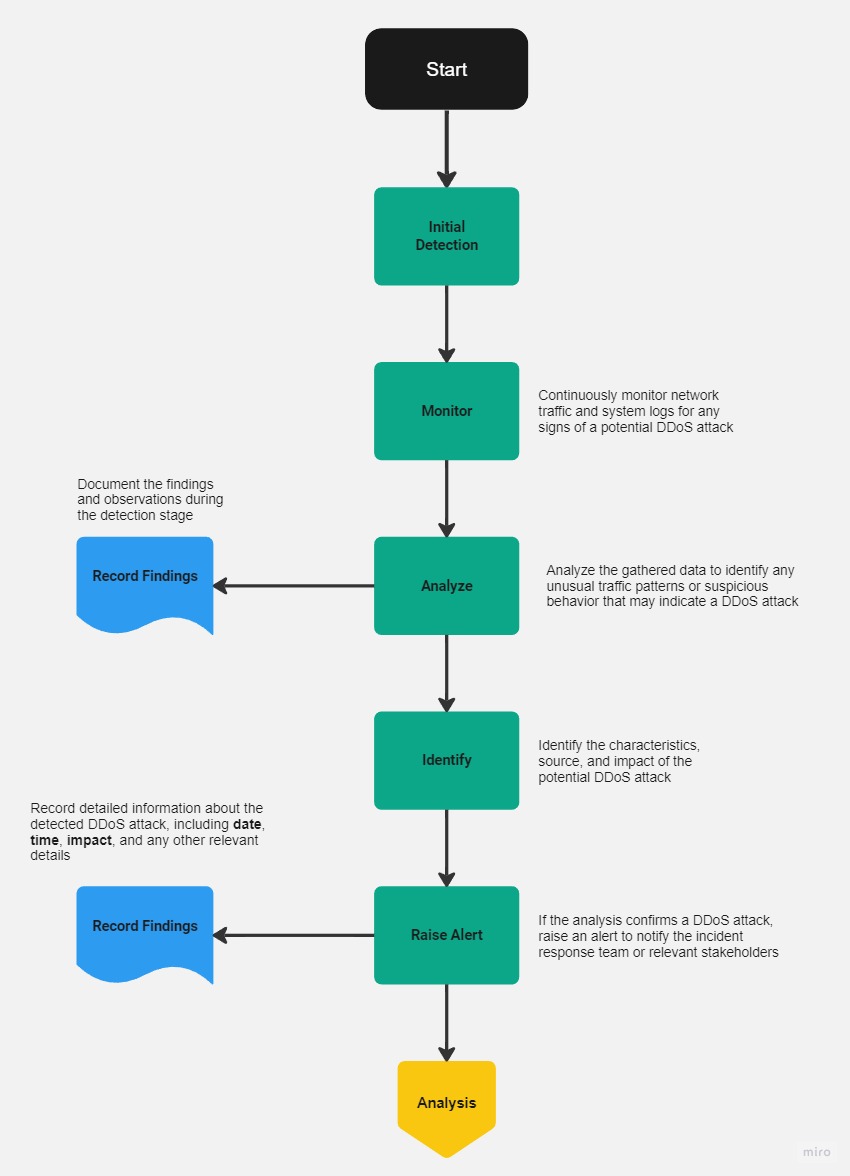 Start
Initial
Detection
Monitor
Continuously monitor network
traffic and system logs for any
signs of a potential DDoS attack
Document the findings
and observations during
the detection stage
Record Findings
Analyze
Analyze the gathered data to identify any
unusual traffic patterns or suspicious
behavior that may indicate a DDoS attack
Identify
Identify the characteristics,
source, and impact of the
potential DDoS attack
Record detailed information about the
detected DDoS attack, including date,
time, impact, and any other relevant
details
Record Findings
Raise Alert
If the analysis confirms a DDoS attack,
raise an alert to notify the incident
response team or relevant stakeholders
Analysis
miro